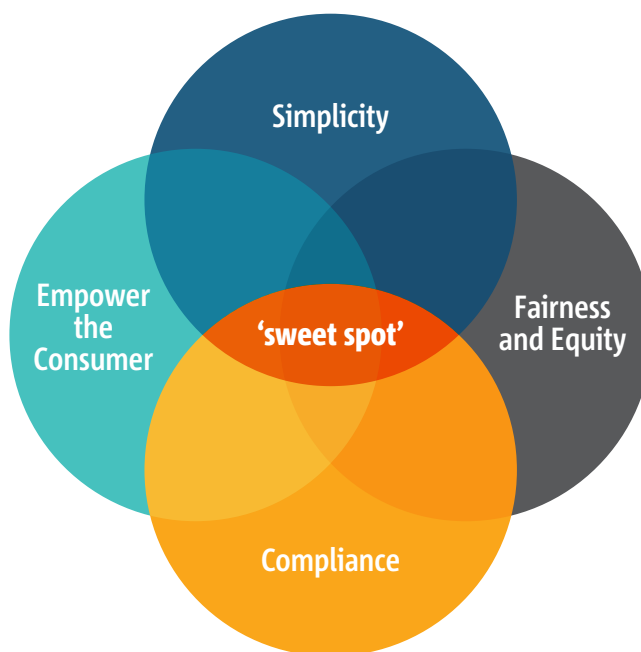 Simplicity
Empower
the
Consumer
‘sweet spot’
Fairness
and Equity
Compliance